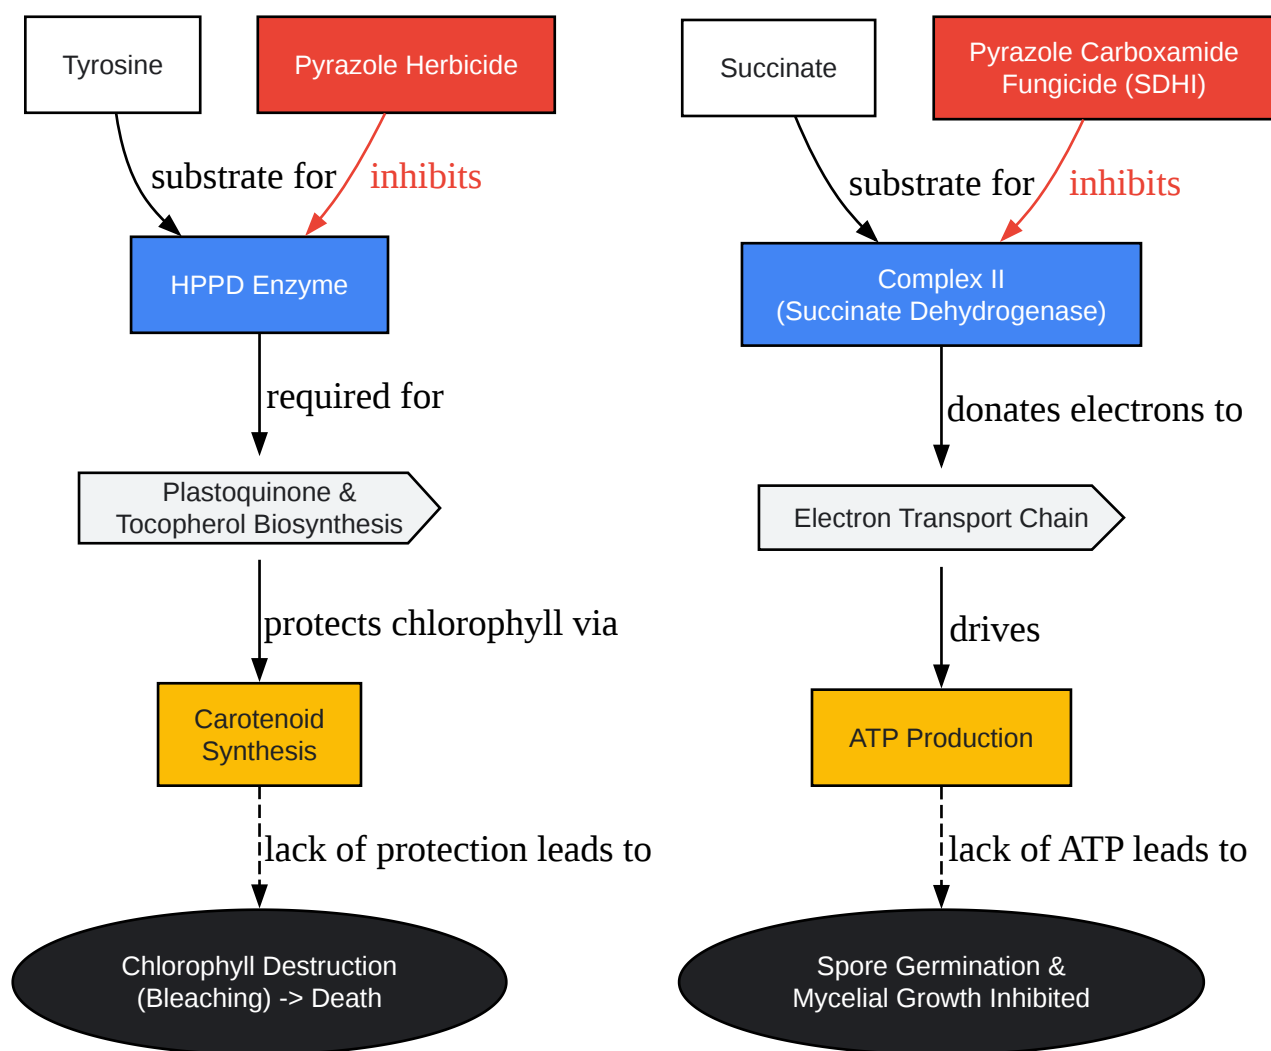 Tyrosine
Pyrazole Herbicide
substrate for
inhibits
HPPD Enzyme
required for
Plastoquinone &
Tocopherol Biosynthesis
protects chlorophyll via
Carotenoid
Synthesis
lack of protection leads to
Chlorophyll Destruction
(Bleaching) -> Death
Succinate
Pyrazole Carboxamide
Fungicide (SDHI)
substrate for
inhibits
Complex II
(Succinate Dehydrogenase)
donates electrons to
Electron Transport Chain
drives
ATP Production
lack of ATP leads to
Spore Germination &
Mycelial Growth Inhibited